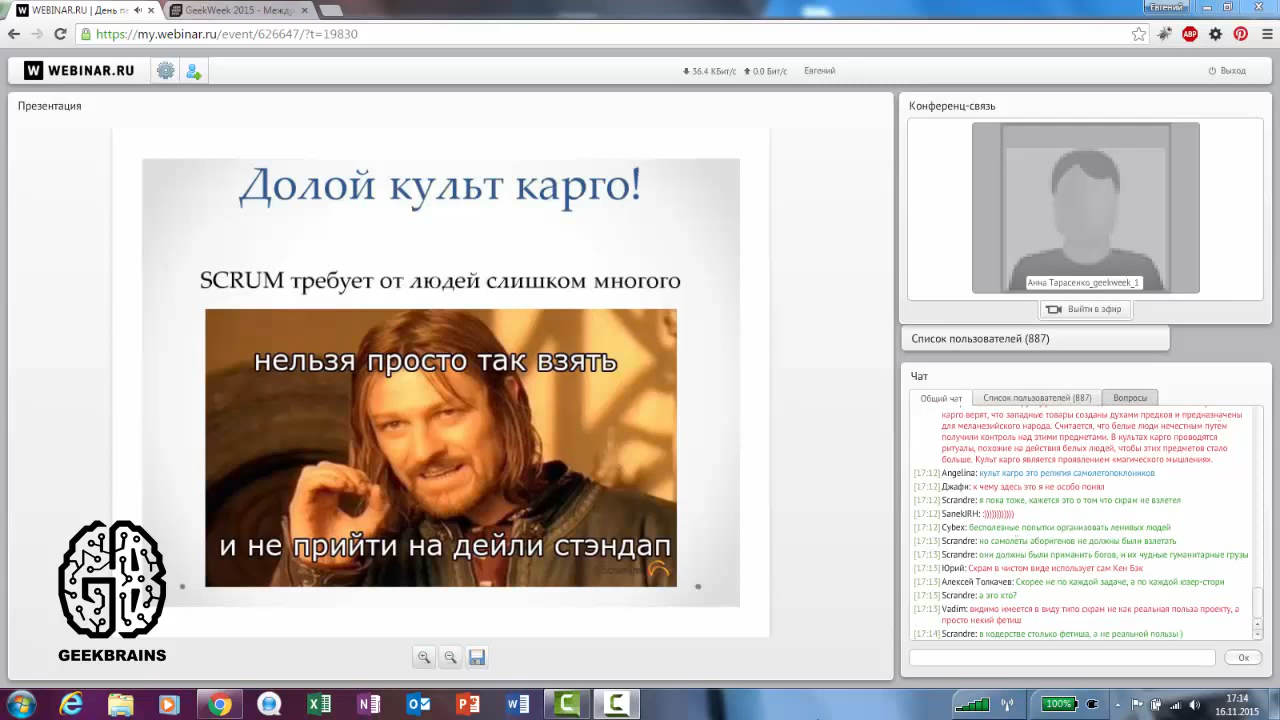 WEBINAR.RU | День по
GeekWeek 2015 - Между
Евгений
https://my.webinar.ru/event/626647/?t=19830
ABP
W WEBINAR.RU
36.4 КБит/с
0.0 Бит/с
Евгений
Выход
Презентация
Долой культ карго!
SCRUM требует от людей слишком многого
нельзя просто так взять
и не прийти на дейли стэндап
GEEKBRAINS
Конференц-связь
Анна Тарасенко_geekweek_1
Выйти в эфир
Список пользователей (887)
Чат
Общий чат
Список пользователей (887)
Вопросы
карго верят, что западные товары созданы духами предков и предназначены
для меланезийского народа. Считается, что белые люди нечестным путем
получили контроль над этими предметами. В культах карго проводятся
ритуалы, похожие на действия белых людей, чтобы этих предметов стало
больше. Культ карго является проявлением «магического мышления».
[17:12] Angelina: культ кагро это религия самолетопоклоников
[17:12] Джафи: к чему здесь это я не особо понял
[17:12] Scrandre: я пока тоже, кажется это о том что скрам не взлетел
[17:12] SanekJRH: :)))))))))))
[17:12] Cybex: бесполезные попытки организовать ленивых людей
[17:13] Scrandre: но самолёты аборигенов не должны были взлетать
[17:13] Scrandre: они должны были приманить богов, и их чудные гуманитарные грузы
[17:13] Юрий: Скрам в чистом виде использует сам Кен Бэк
[17:13] Алексей Толкачев: Скорее не по каждой задаче, а по каждой юзер-стори
[17:13] Scrandre: а эго кто?
[17:13] Vadim: видимо имеется в виду типо скрам не как реальная польза проекту, а
просто некий фетиш
[17:14] Scrandre: в кодерстве столько фетиша, а не реальной пользы )
Ок
100%
17:14
16.11.2015